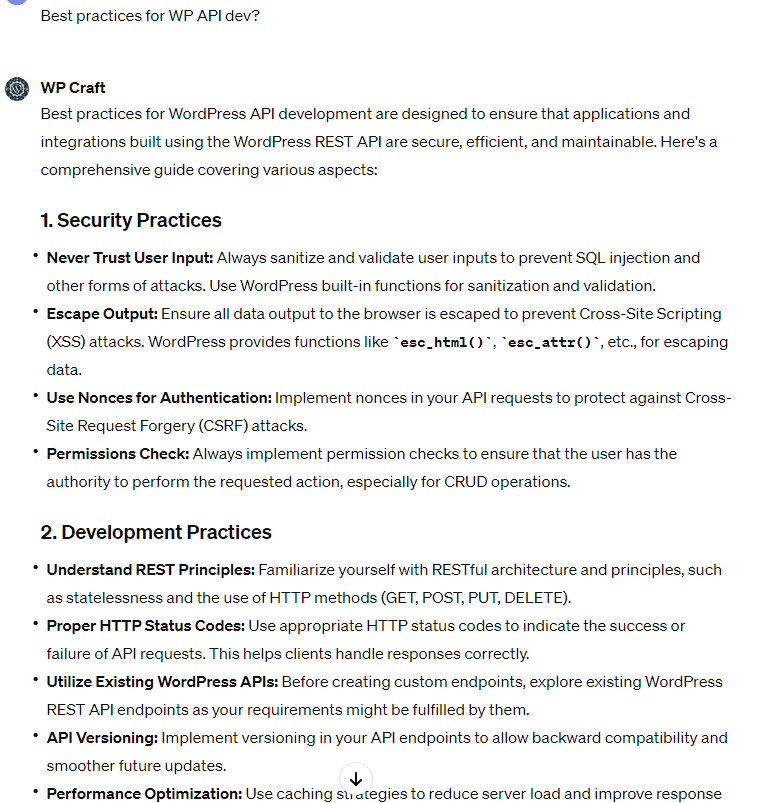 Best practices for WP API dev?
WP Craft
Best practices for WordPress API development are designed to ensure that applications and
integrations built using the WordPress REST API are secure, efficient, and maintainable. Here's a
comprehensive guide covering various aspects:
1. Security Practices
• Never Trust User Input: Always sanitize and validate user inputs to prevent SQL injection and
other forms of attacks. Use WordPress built-in functions for sanitization and validation.
• Escape Output: Ensure all data output to the browser is escaped to prevent Cross-Site Scripting
(XSS) attacks. WordPress provides functions like `esc_html()`, `esc_attr()`, etc., for escaping
data.
• Use Nonces for Authentication: Implement nonces in your API requests to protect against Cross-
Site Request Forgery (CSRF) attacks.
• Permissions Check: Always implement permission checks to ensure that the user has the
authority to perform the requested action, especially for CRUD operations.
2. Development Practices
• Understand REST Principles: Familiarize yourself with RESTful architecture and principles, such
as statelessness and the use of HTTP methods (GET, POST, PUT, DELETE).
• Proper HTTP Status Codes: Use appropriate HTTP status codes to indicate the success or
failure of API requests. This helps clients handle responses correctly.
• Utilize Existing WordPress APIs: Before creating custom endpoints, explore existing WordPress
REST API endpoints as your requirements might be fulfilled by them.
• API Versioning: Implement versioning in your API endpoints to allow backward compatibility and
smoother future updates.
• Performance Optimization: Use caching strategies to reduce server load and improve response